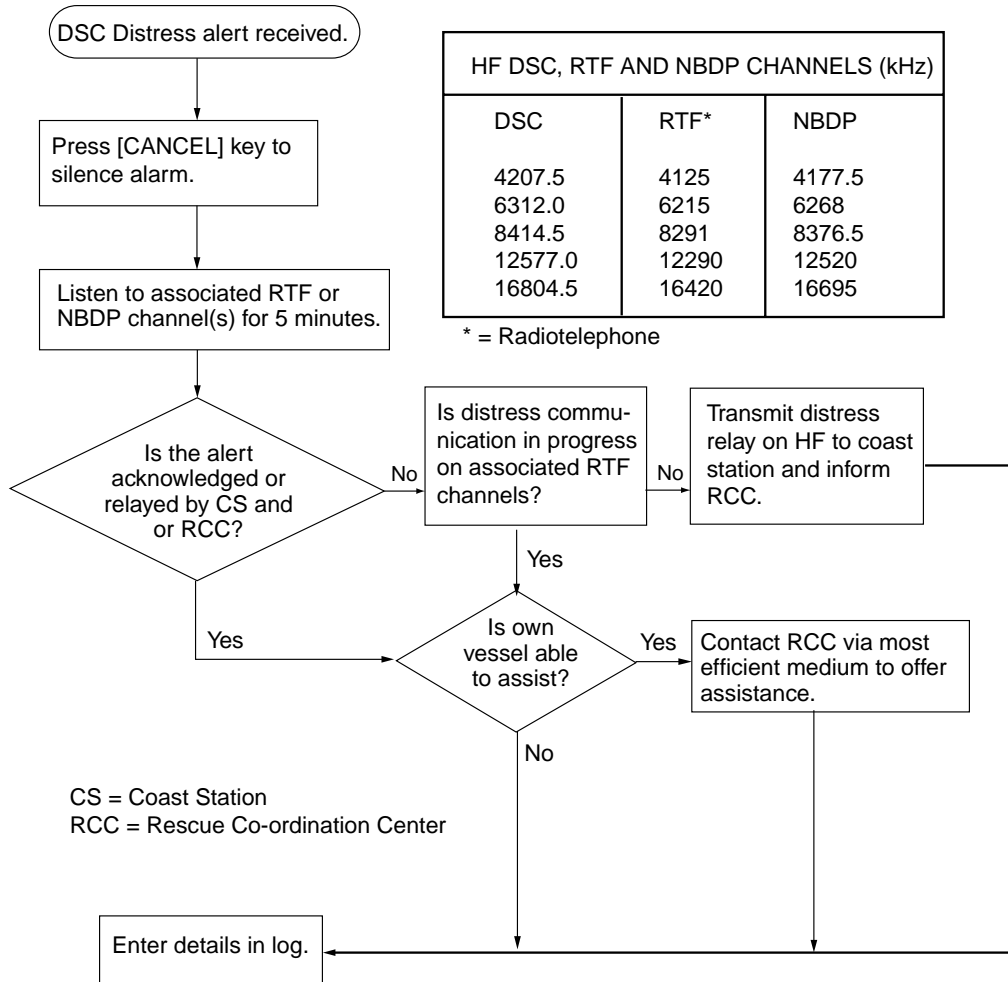 DSC Distress alert received.
Press [CANCEL] key to
silence alarm.
Listen to associated RTF or
NBDP channel(s) for 5 minutes.
HF DSC, RTF AND NBDP CHANNELS (kHz)
DSC RTF* NBDP
4207.5 4125 4177.5
6312.0 6215 6268
8414.5 8291 8376.5
12577.0 12290 12520
16804.5 16420 16695
* = Radiotelephone
Is the alert
acknowledged or
relayed by CS and
or RCC?
No
Is distress commu-
nication in progress
on associated RTF
channels?
No
Transmit distress
relay on HF to coast
station and inform
RCC.
Yes
Yes
Is own
vessel able
to assist?
Yes
Contact RCC via most
efficient medium to offer
assistance.
No
CS = Coast Station
RCC = Rescue Co-ordination Center
Enter details in log.